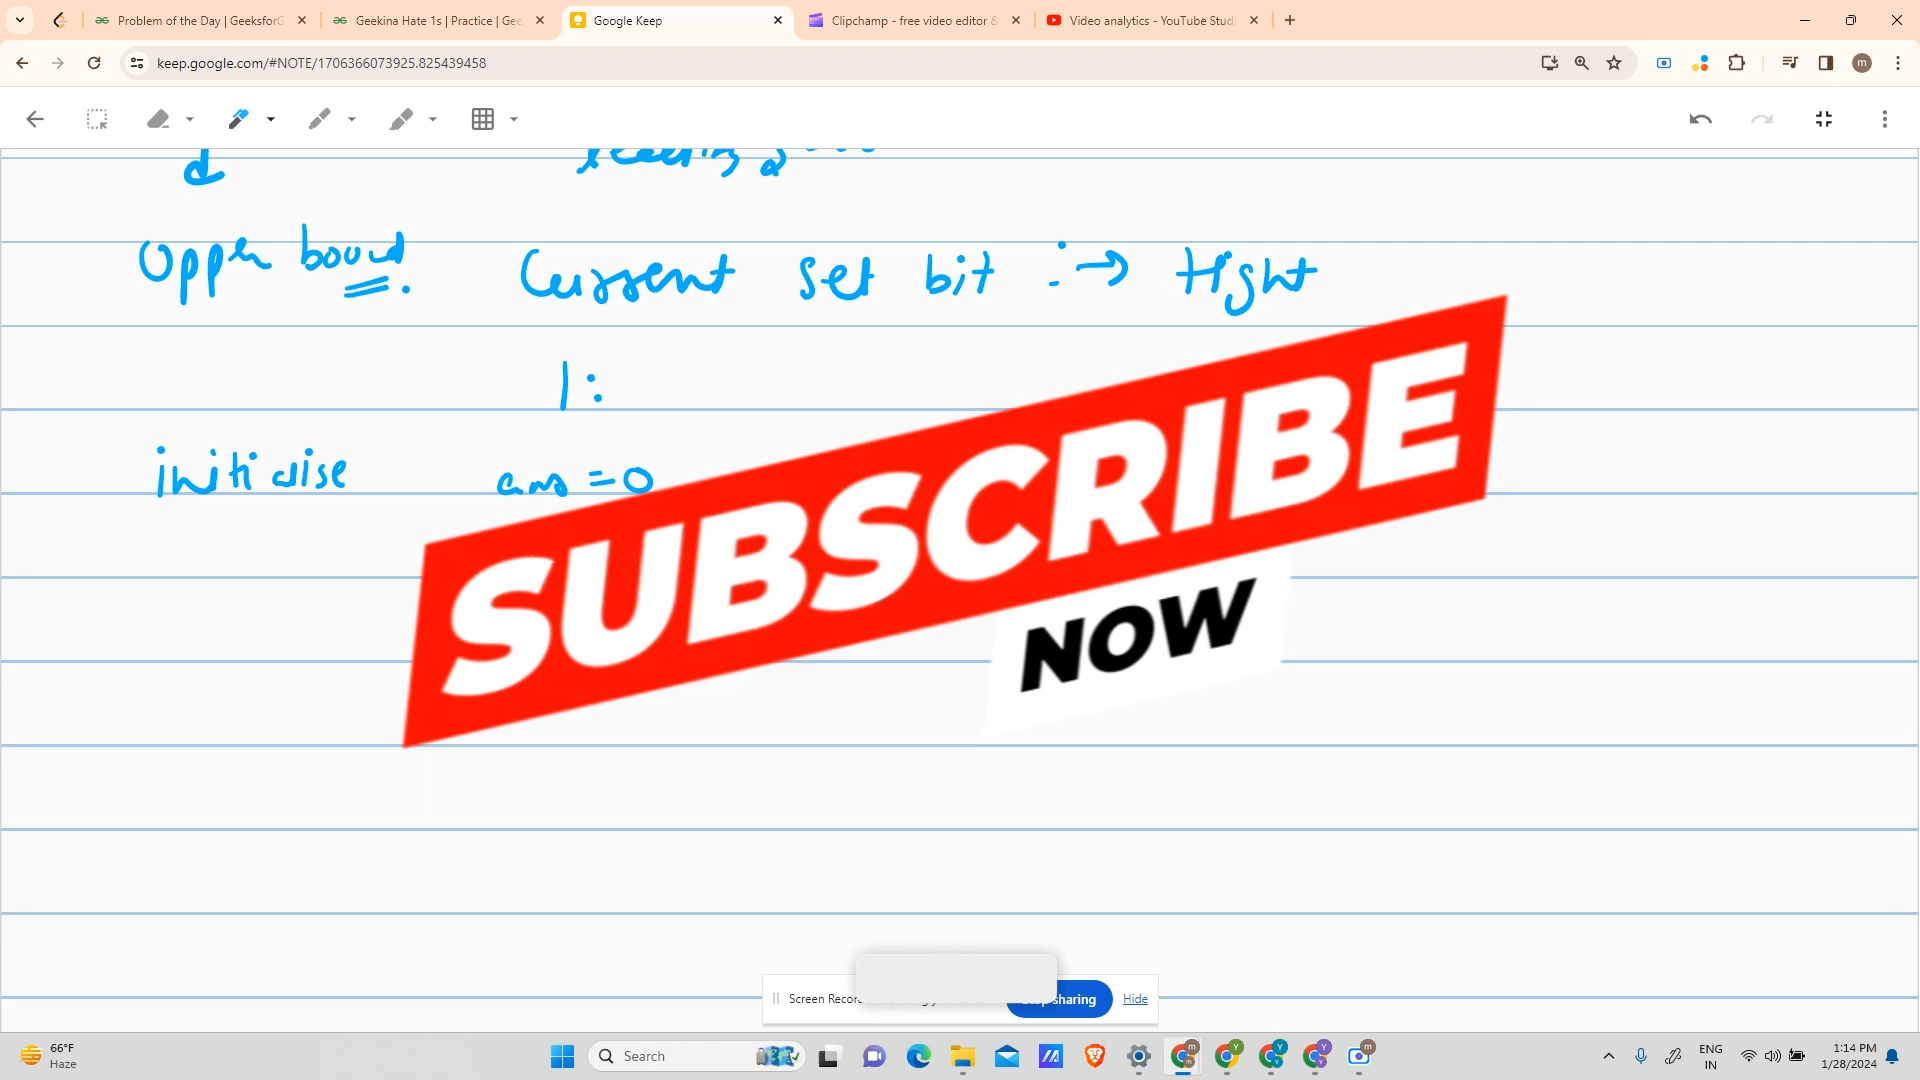 Problem of the Day | GeeksforG
Geekina Hate 1s | Practice | Gee
Google Keep
Clipchamp - free video editor &
Video analytics - YouTube Studi
keep.google.com/#NOTE/1706366073925.825439458
m
Upper bound.
Current set bit :→ tight
1:
initialise ans =0
SUBSCRIBE
NOW
Screen Recor
sharing
Hide
66°F
Haze
Search
ENG
IN
1:14 PM
1/28/2024